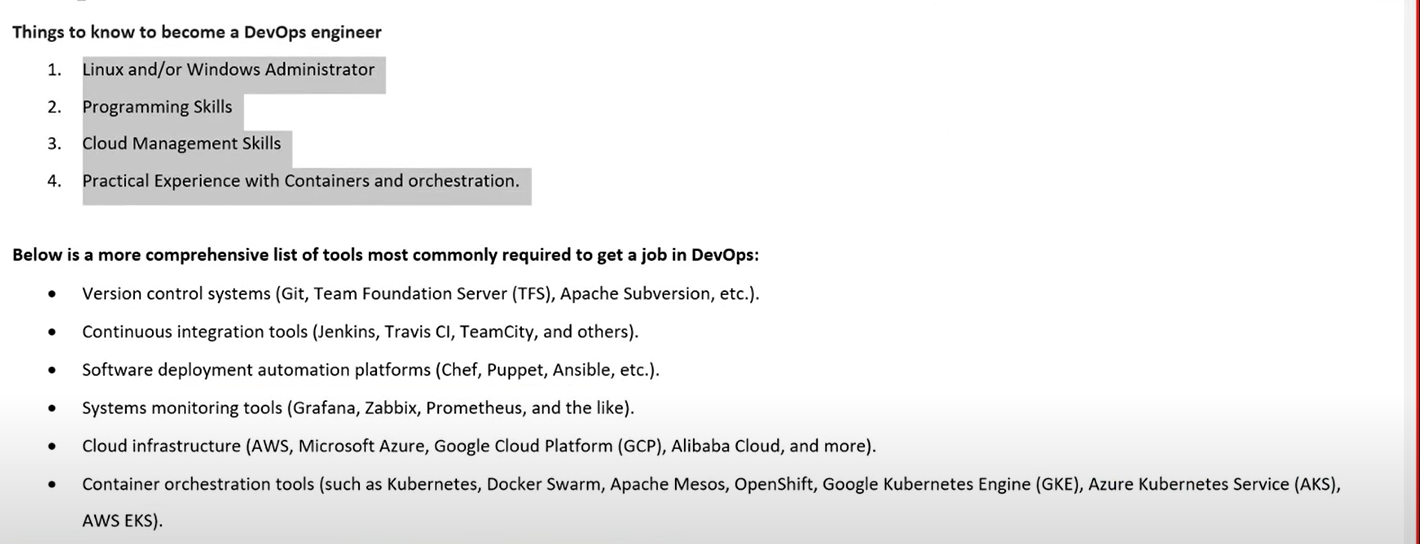 Things to know to become a DevOps engineer
1. Linux and/or Windows Administrator
2. Programming Skills
3. Cloud Management Skills
4. Practical Experience with Containers and orchestration.
Below is a more comprehensive list of tools most commonly required to get a job in DevOps:
• Version control systems (Git, Team Foundation Server (TFS), Apache Subversion, etc.).
• Continuous integration tools (Jenkins, Travis CI, TeamCity, and others).
• Software deployment automation platforms (Chef, Puppet, Ansible, etc.).
• Systems monitoring tools (Grafana, Zabbix, Prometheus, and the like).
• Cloud infrastructure (AWS, Microsoft Azure, Google Cloud Platform (GCP), Alibaba Cloud, and more).
• Container orchestration tools (such as Kubernetes, Docker Swarm, Apache Mesos, OpenShift, Google Kubernetes Engine (GKE), Azure Kubernetes Service (AKS),
AWS EKS).